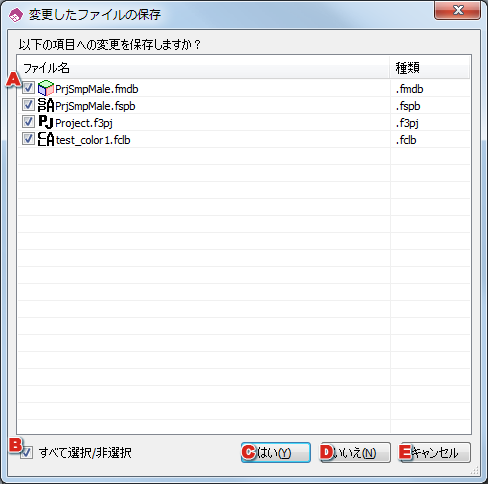 変更したファイルの保存
以下の項目への変更を保存しますか？
ファイル名 種類
A
PrjSmpMale.fmdb .fmdb
PrjSmpMale.fspb .fspb
Project.f3pj .f3pj
test_color1.fclb .fclb
B すべて選択/非選択 C はい(Y) D いいえ(N) E キャンセル